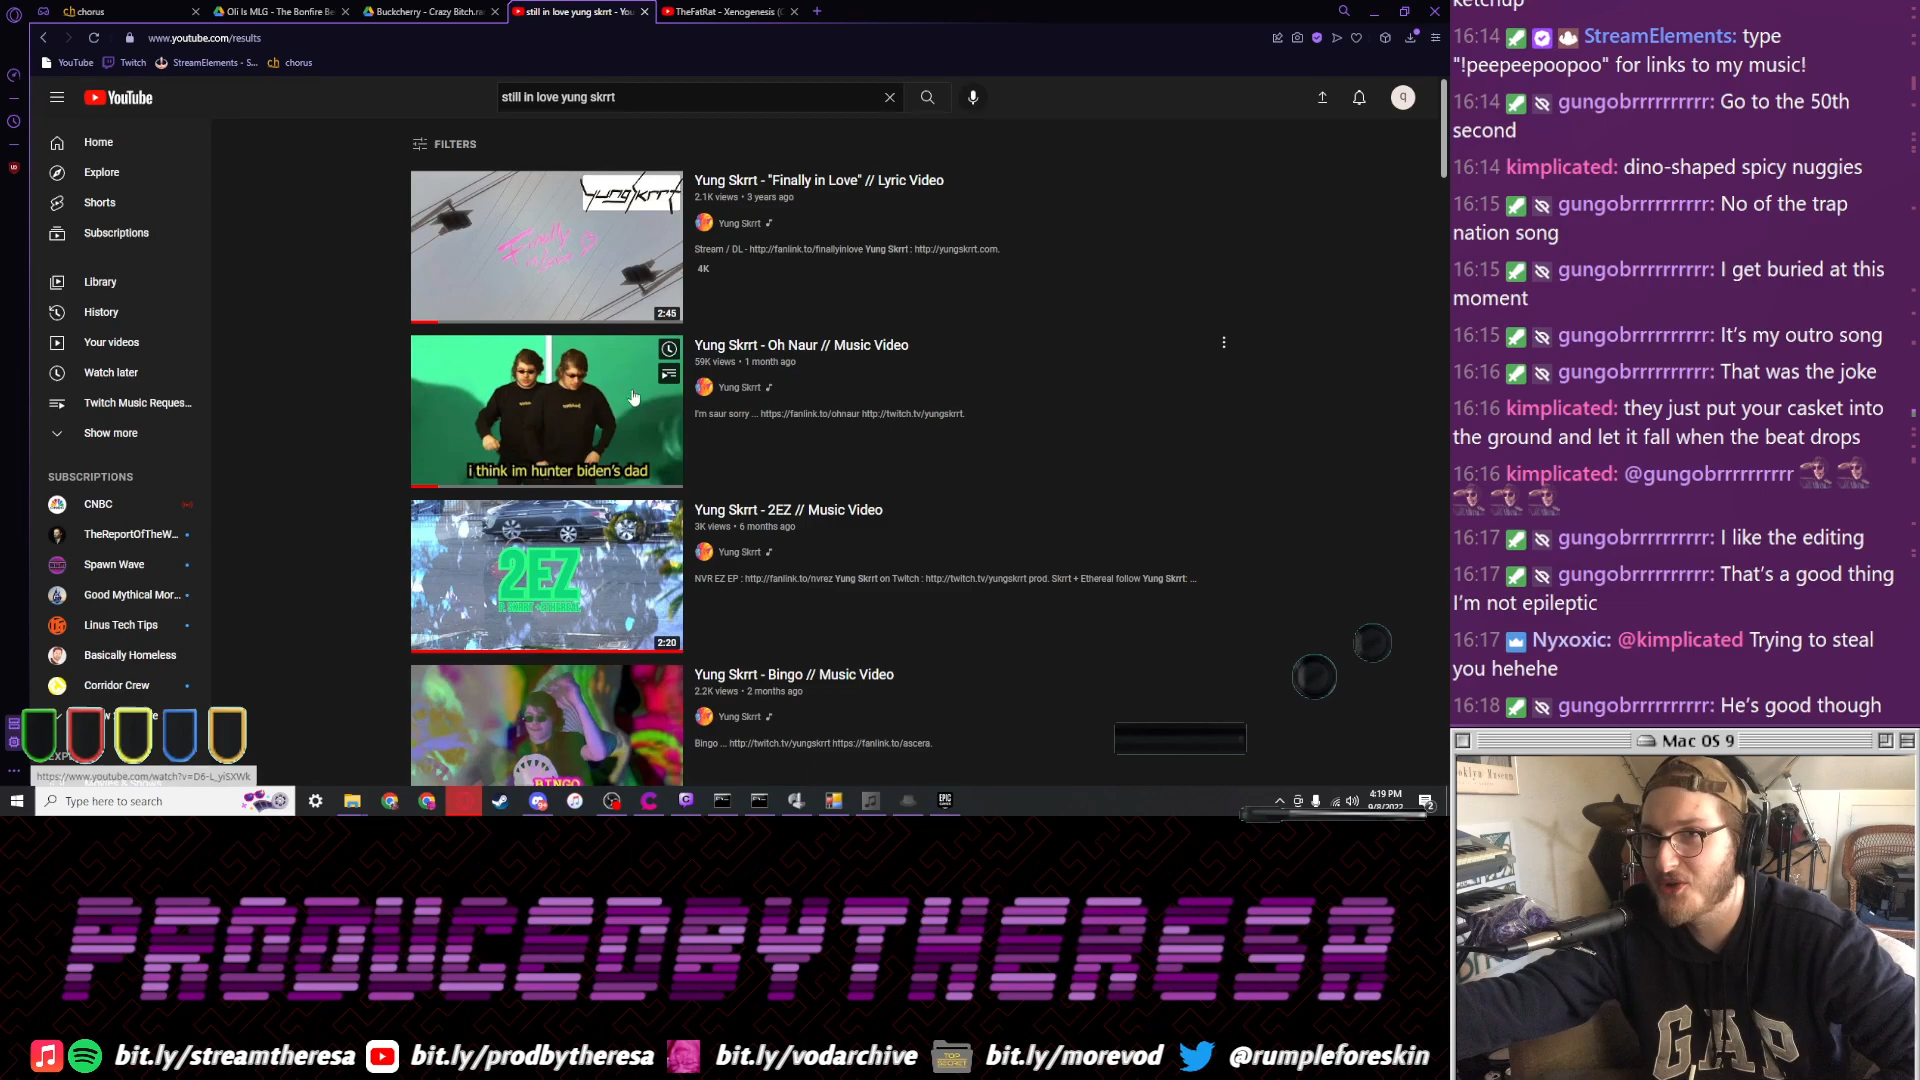 chorus
Oli Is MLG - The Bonfire Be
Buckcherry - Crazy Bitch.ra
still in love yung skrrt - You
TheFatRat - Xenogenesis (
www.youtube.com/results
YouTube
Twitch
StreamElements - S...
chorus
YouTube
still in love yung skrrt
q
Home
Explore
Shorts
Subscriptions
Library
History
Your videos
Watch later
Twitch Music Reques...
Show more
SUBSCRIPTIONS
CNBC
TheReportOfTheW...
Spawn Wave
Good Mythical Mor...
Linus Tech Tips
Basically Homeless
Corridor Crew
https://www.youtube.com/watch?v=D6-L_yiSXWk
FILTERS
yung skrrt
Finally in love
2:45
Yung Skrrt - "Finally in Love" // Lyric Video
2.1K views • 3 years ago
Yung Skrrt
Stream / DL - http://fanlink.to/finallyinlove Yung Skrrt : http://yungskrrt.com.
4K
i think im hunter biden's dad
Yung Skrrt - Oh Naur // Music Video
59K views • 1 month ago
Yung Skrrt
I'm saur sorry ... https://fanlink.to/ohnaur http://twitch.tv/yungskrrt.
2EZ
2:20
Yung Skrrt - 2EZ // Music Video
3K views • 6 months ago
Yung Skrrt
NVR EZ EP : http://fanlink.to/nvrez Yung Skrrt on Twitch : http://twitch.tv/yungskrrt prod. Skrrt + Ethereal follow Yung Skrrt: ...
BINGO
Yung Skrrt - Bingo // Music Video
2.2K views • 2 months ago
Yung Skrrt
Bingo ... http://twitch.tv/yungskrrt https://fanlink.to/ascera.
Type here to search
4:19 PM
9/8/2022
2
ketchup
16:14 StreamElements: type
"!peepeepoopoo" for links to my music!
16:14 gungobrrrrrrrrrr: Go to the 50th
second
16:14 kimplicated: dino-shaped spicy nuggies
16:15 gungobrrrrrrrrrr: No of the trap
nation song
16:15 gungobrrrrrrrrrr: I get buried at this
moment
16:15 gungobrrrrrrrrrr: It's my outro song
16:16 gungobrrrrrrrrrr: That was the joke
16:16 kimplicated: they just put your casket into
the ground and let it fall when the beat drops
16:16 kimplicated: @gungobrrrrrrrrrr
16:17 gungobrrrrrrrrrr: I like the editing
16:17 gungobrrrrrrrrrr: That's a good thing
I'm not epileptic
16:17 Nyxoxic: @kimplicated Trying to steal
you hehehe
16:18 gungobrrrrrrrrrr: He's good though
Mac OS 9
GAP
PRODUCEDBYTHERESA
bit.ly/streamtheresa
bit.ly/prodbytheresa
bit.ly/vodarchive
TOP SECRET
bit.ly/morevod
@rumpleforeskin